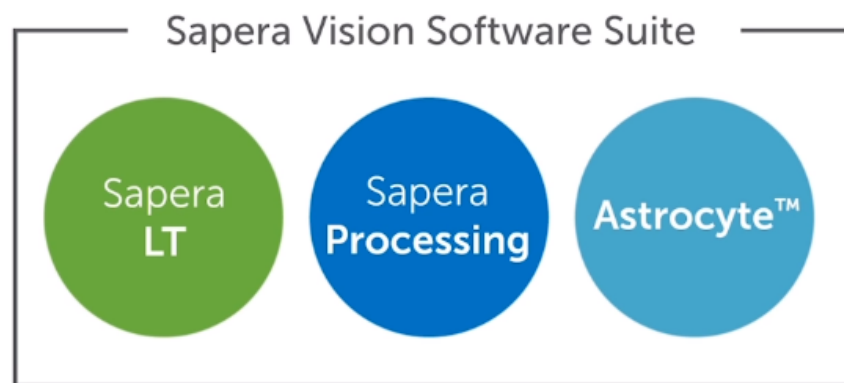 Sapera Vision Software Suite
Sapera
LT
Sapera
Processing
Astrocyte™